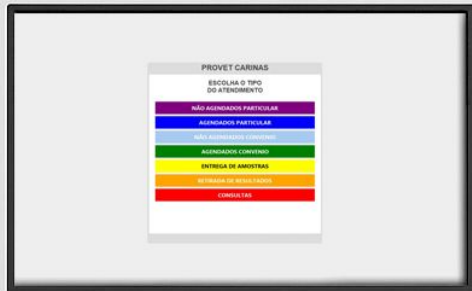 PROVET CARINAS
ESCOLHA O TIPO
DO ATENDIMENTO
NÃO AGENDADOS PARTICULAR
AGENDADOS PARTICULAR
NÃO AGENDADOS CONVENIO
AGENDADOS CONVENIO
ENTREGA DE AMOSTRAS
RETIRADA DE RESULTADOS
CONSULTAS